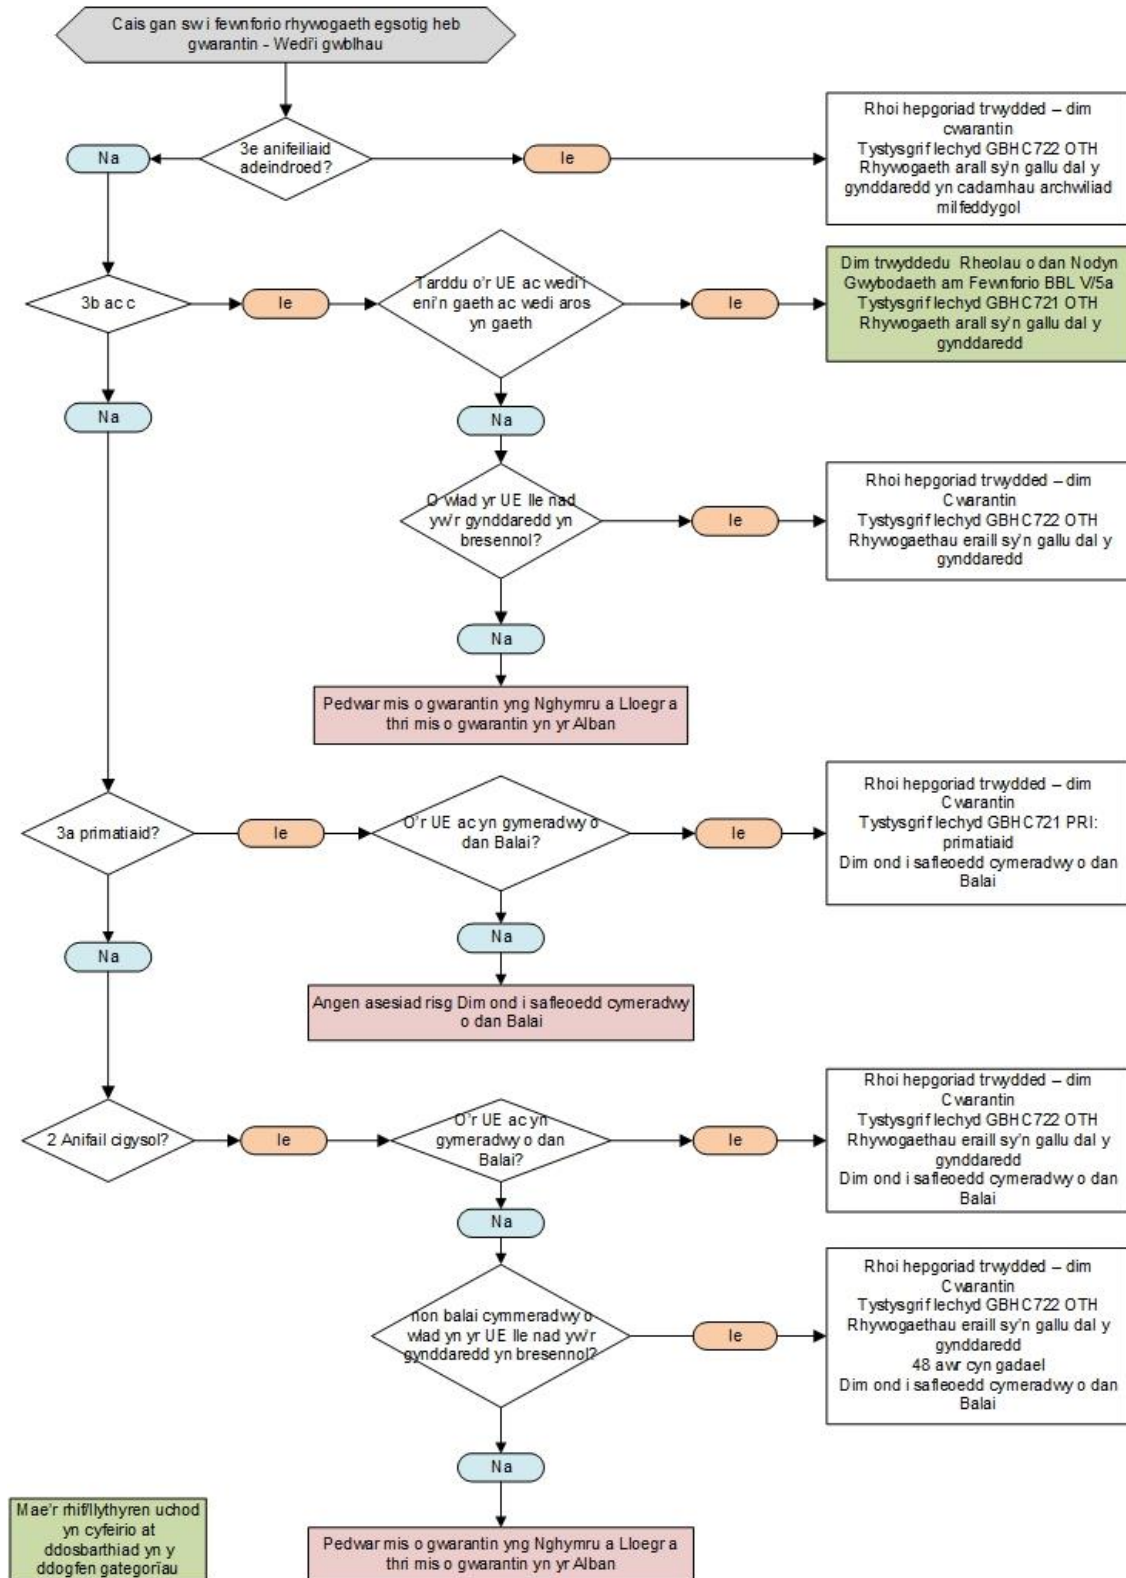 Cais gan sw i fewnforio rhywogaeth egsotig heb
gwarantin - Wedi'i gwblhau
3e anifeiliaid
adeindroed?
Na
Ie
Rhoi hepgoriad trwydded – dim
cwarantin
Tystysgrif Iechyd GBHC722 OTH
Rhywogaeth arall sy'n gallu dal y
gynddaredd yn cadamhau archwiliad
milfeddygol
3b ac c
Ie
Tarddu o'r UE ac wedi'i
eni'n gaeth ac wedi aros
yn gaeth
Ie
Dim trwyddedu Rheolau o dan Nodyn
Gwybodaeth am Fewnforio BBL V/5a
Tystysgrif Iechyd GBHC721 OTH
Rhywogaeth arall sy'n gallu dal y
gynddaredd
Na
Na
O wlad yr UE lle nad
yw'r gynddaredd yn
bresennol?
Ie
Rhoi hepgoriad trwydded – dim
Cwarantin
Tystysgrif Iechyd GBHC722 OTH
Rhywogaethau eraill sy'n gallu dal y
gynddaredd
Na
Pedwar mis o gwarantin yng Nghymru a Lloegr a
thri mis o gwarantin yn yr Alban
3a primatiaid?
Ie
O'r UE ac yn gymeradwy o
dan Balai?
Ie
Rhoi hepgoriad trwydded – dim
Cwarantin
Tystysgrif Iechyd GBHC721 PRI:
primatiaid
Dim ond i safleoedd cymeradwy o dan
Balai
Na
Na
Angen asesiad risg Dim ond i safleoedd cymeradwy
o dan Balai
2 Anifail cigysol?
Ie
O'r UE ac yn
gymeradwy o dan
Balai?
Ie
Rhoi hepgoriad trwydded – dim
Cwarantin
Tystysgrif Iechyd GBHC722 OTH
Rhywogaethau eraill sy'n gallu dal y
gynddaredd
Dim ond i safleoedd cymeradwy o dan
Balai
Na
non balai cymmeradwy o
wlad yn yr UE lle nad yw'r
gynddaredd yn bresennol?
Ie
Rhoi hepgoriad trwydded – dim
Cwarantin
Tystysgrif Iechyd GBHC722 OTH
Rhywogaethau eraill sy'n gallu dal y
gynddaredd
48 awr cyn gadael
Dim ond i safleoedd cymeradwy o dan
Balai
Na
Mae'r rhif/llythyren uchod
yn cyfeirio at
ddosbarthiad yn y
ddogfen gategorïau
Pedwar mis o gwarantin yng Nghymru a Lloegr a
thri mis o gwarantin yn yr Alban